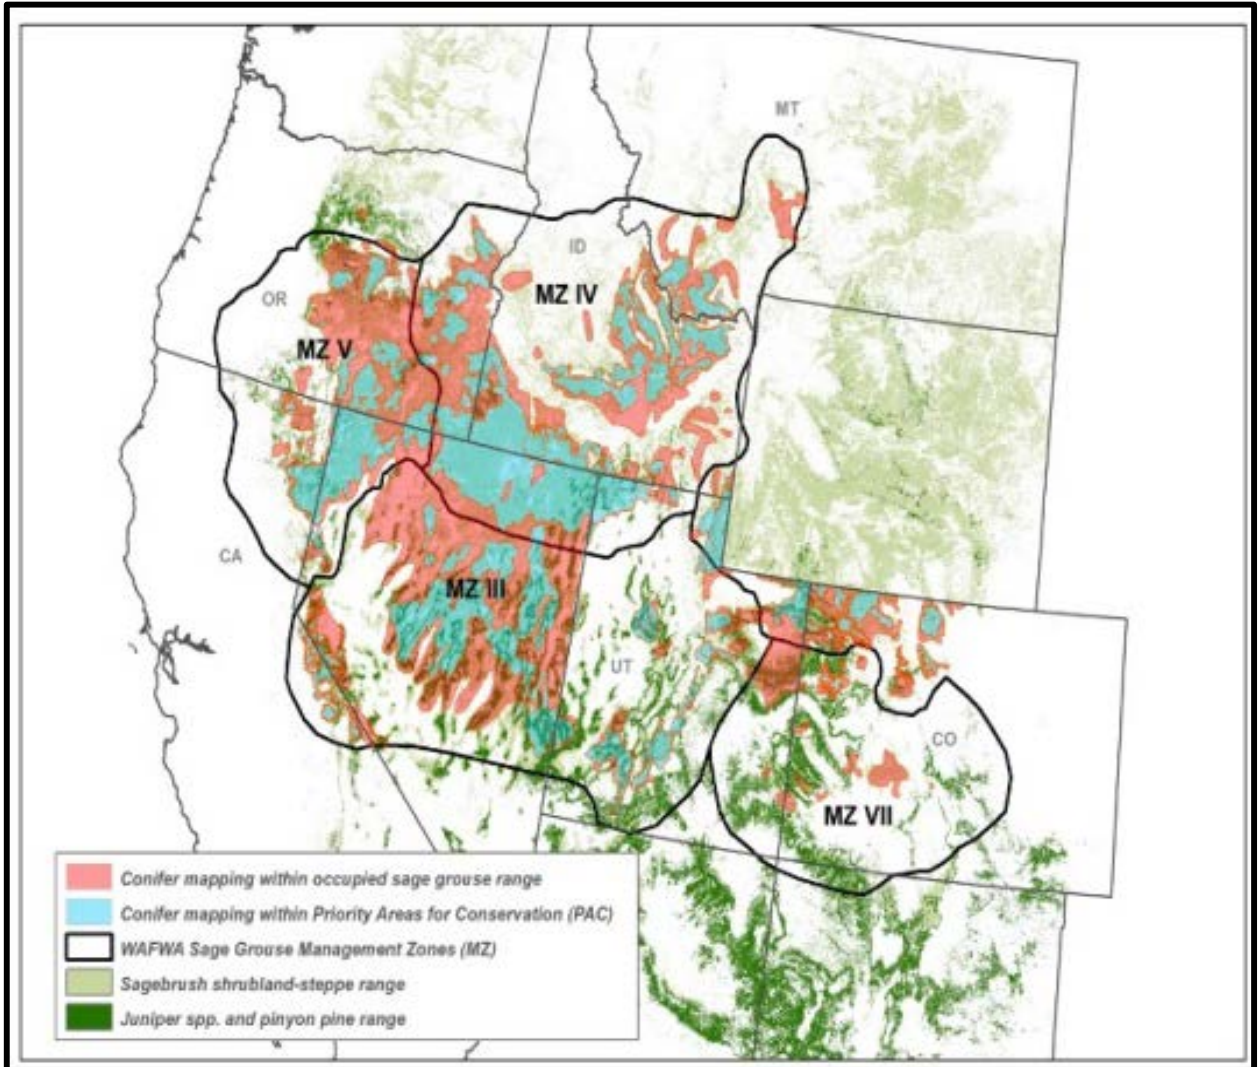 MT
ID
MZ IV
OR
MZ V
CA
MZ III
UT
CO
MZ VII
Conifer mapping within occupied sage grouse range
Conifer mapping within Priority Areas for Conservation (PAC)
WAFWA Sage Grouse Management Zones (MZ)
Sagebrush shrubland-steppe range
Juniper spp. and pinyon pine range